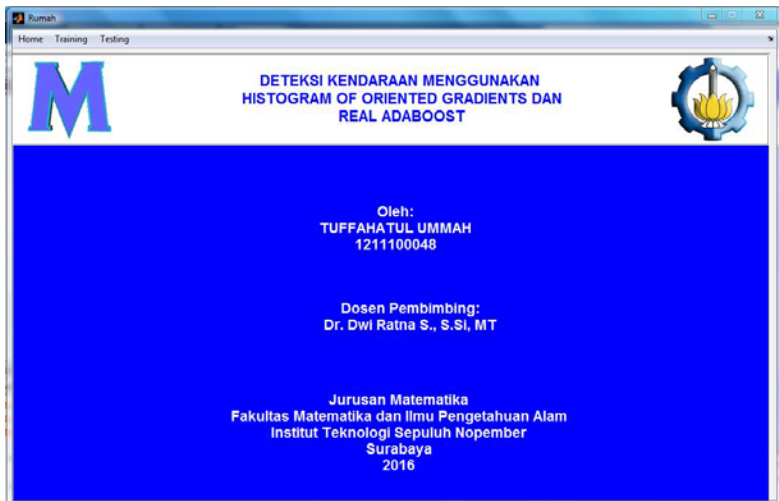 Rumah
Home Training Testing
M
DETEKSI KENDARAAN MENGGUNAKAN
HISTOGRAM OF ORIENTED GRADIENTS DAN
REAL ADABOOST
Oleh:
TUFFAHATUL UMMAH
1211100048
Dosen Pembimbing:
Dr. Dwi Ratna S., S.Si, MT
Jurusan Matematika
Fakultas Matematika dan Ilmu Pengetahuan Alam
Institut Teknologi Sepuluh Nopember
Surabaya
2016